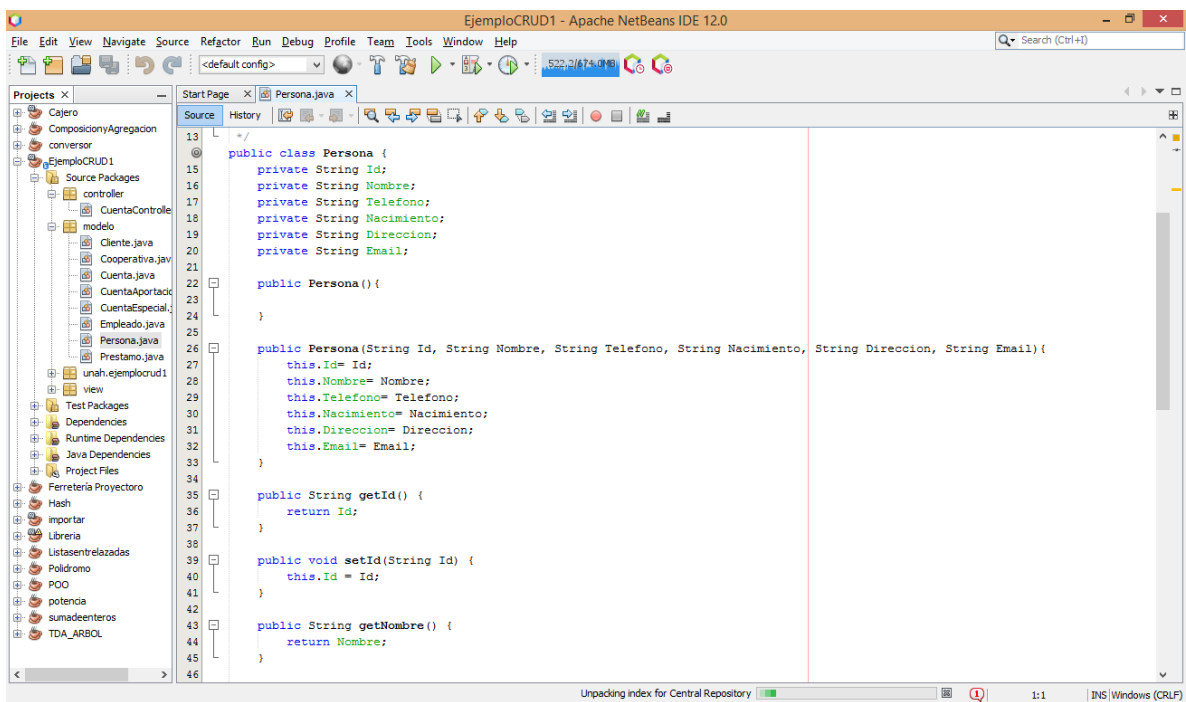 EjemploCRUD1 - Apache NetBeans IDE 12.0
File Edit View Navigate Source Refactor Run Debug Profile Team Tools Window Help
Search (Ctrl+I)
<default config>
522,2/674,0MB
Projects
Start Page
Persona.java
Source History
Cajero
ComposicionyAgregacion
conversor
EjemploCRUD1
Source Packages
controller
CuentaControlle
modelo
Cliente.java
Cooperativa.jav
Cuenta.java
CuentaAportacio
CuentaEspecial.j
Empleado.java
Persona.java
Prestamo.java
unah.ejemplocrud1
view
Test Packages
Dependencies
Runtime Dependencies
Java Dependencies
Project Files
Ferretería Proyectoro
Hash
importar
Libreria
Listasentrelazadas
Polidromo
POO
potencia
sumadeenteros
TDA_ARBOL
13 */
public class Persona {
15 private String Id;
16 private String Nombre;
17 private String Telefono;
18 private String Nacimiento;
19 private String Direccion;
20 private String Email;
21
22 public Persona(){
23
24 }
25
26 public Persona(String Id, String Nombre, String Telefono, String Nacimiento, String Direccion, String Email){
27 this.Id= Id;
28 this.Nombre= Nombre;
29 this.Telefono= Telefono;
30 this.Nacimiento= Nacimiento;
31 this.Direccion= Direccion;
32 this.Email= Email;
33 }
34
35 public String getId() {
36 return Id;
37 }
38
39 public void setId(String Id) {
40 this.Id = Id;
41 }
42
43 public String getNombre() {
44 return Nombre;
45 }
46
Unpacking index for Central Repository
1
1:1
INS Windows (CRLF)